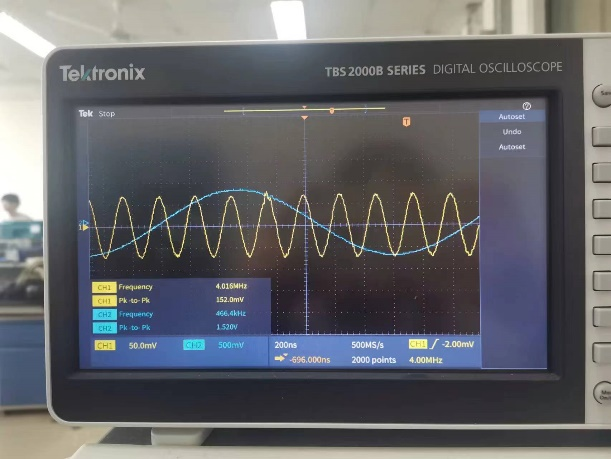 Tektronix
TBS 2000B SERIES DIGITAL OSCILLOSCOPE
Tek Stop
T
Autoset
Undo
Autoset
1
CH1 Frequency 4.016MHz
CH1 Pk-to-Pk 152.0mV
CH2 Frequency 466.4kHz
CH2 Pk-to-Pk 1.520V
CH1 50.0mV CH2 500mV
200ns 500MS/s CH1 -2.00mV
-696.000ns 2000 points 4.00MHz